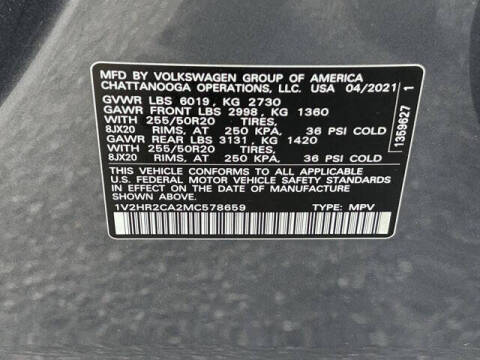 MFD BY VOLKSWAGEN GROUP OF AMERICA
CHATTANOOGA OPERATIONS, LLC. USA 04/2021
GVWR LBS 6019, KG 2730
GAWR FRONT LBS 2998, KG 1360
WITH 255/50R20 TIRES,
8JX20 RIMS, AT 250 KPA, 36 PSI COLD
GAWR REAR LBS 3131, KG 1420
WITH 255/50R20 TIRES,
8JX20 RIMS, AT 250 KPA, 36 PSI COLD
THIS VEHICLE CONFORMS TO ALL APPLICABLE
U.S. FEDERAL MOTOR VEHICLE SAFETY
STANDARDS IN EFFECT ON THE DATE OF MANUFACTURE
SHOWN ABOVE.
1V2HR2CA2MC578659 TYPE: MPV
1359627 1